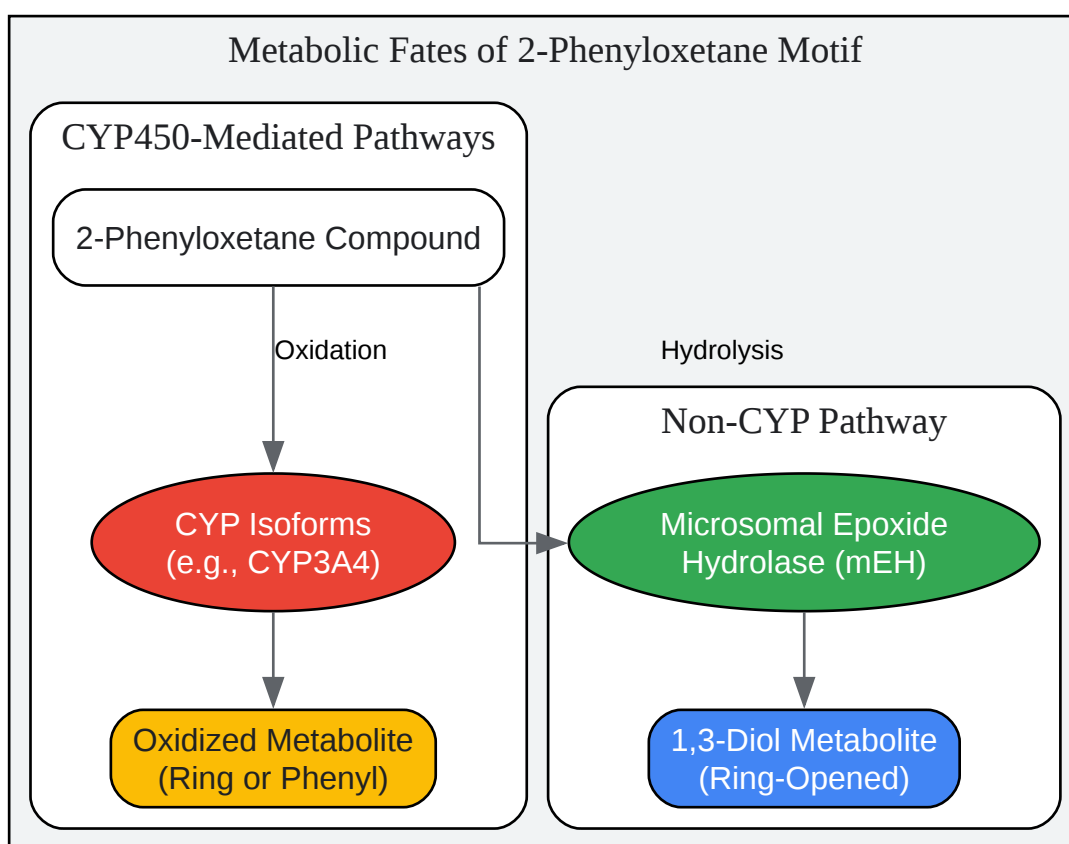 Metabolic Fates of 2-Phenyloxetane Motif
CYP450-Mediated Pathways
2-Phenyloxetane Compound
Oxidation
Hydrolysis
Non-CYP Pathway
CYP Isoforms
(e.g., CYP3A4)
Microsomal Epoxide
Hydrolase (mEH)
Oxidized Metabolite
(Ring or Phenyl)
1,3-Diol Metabolite
(Ring-Opened)